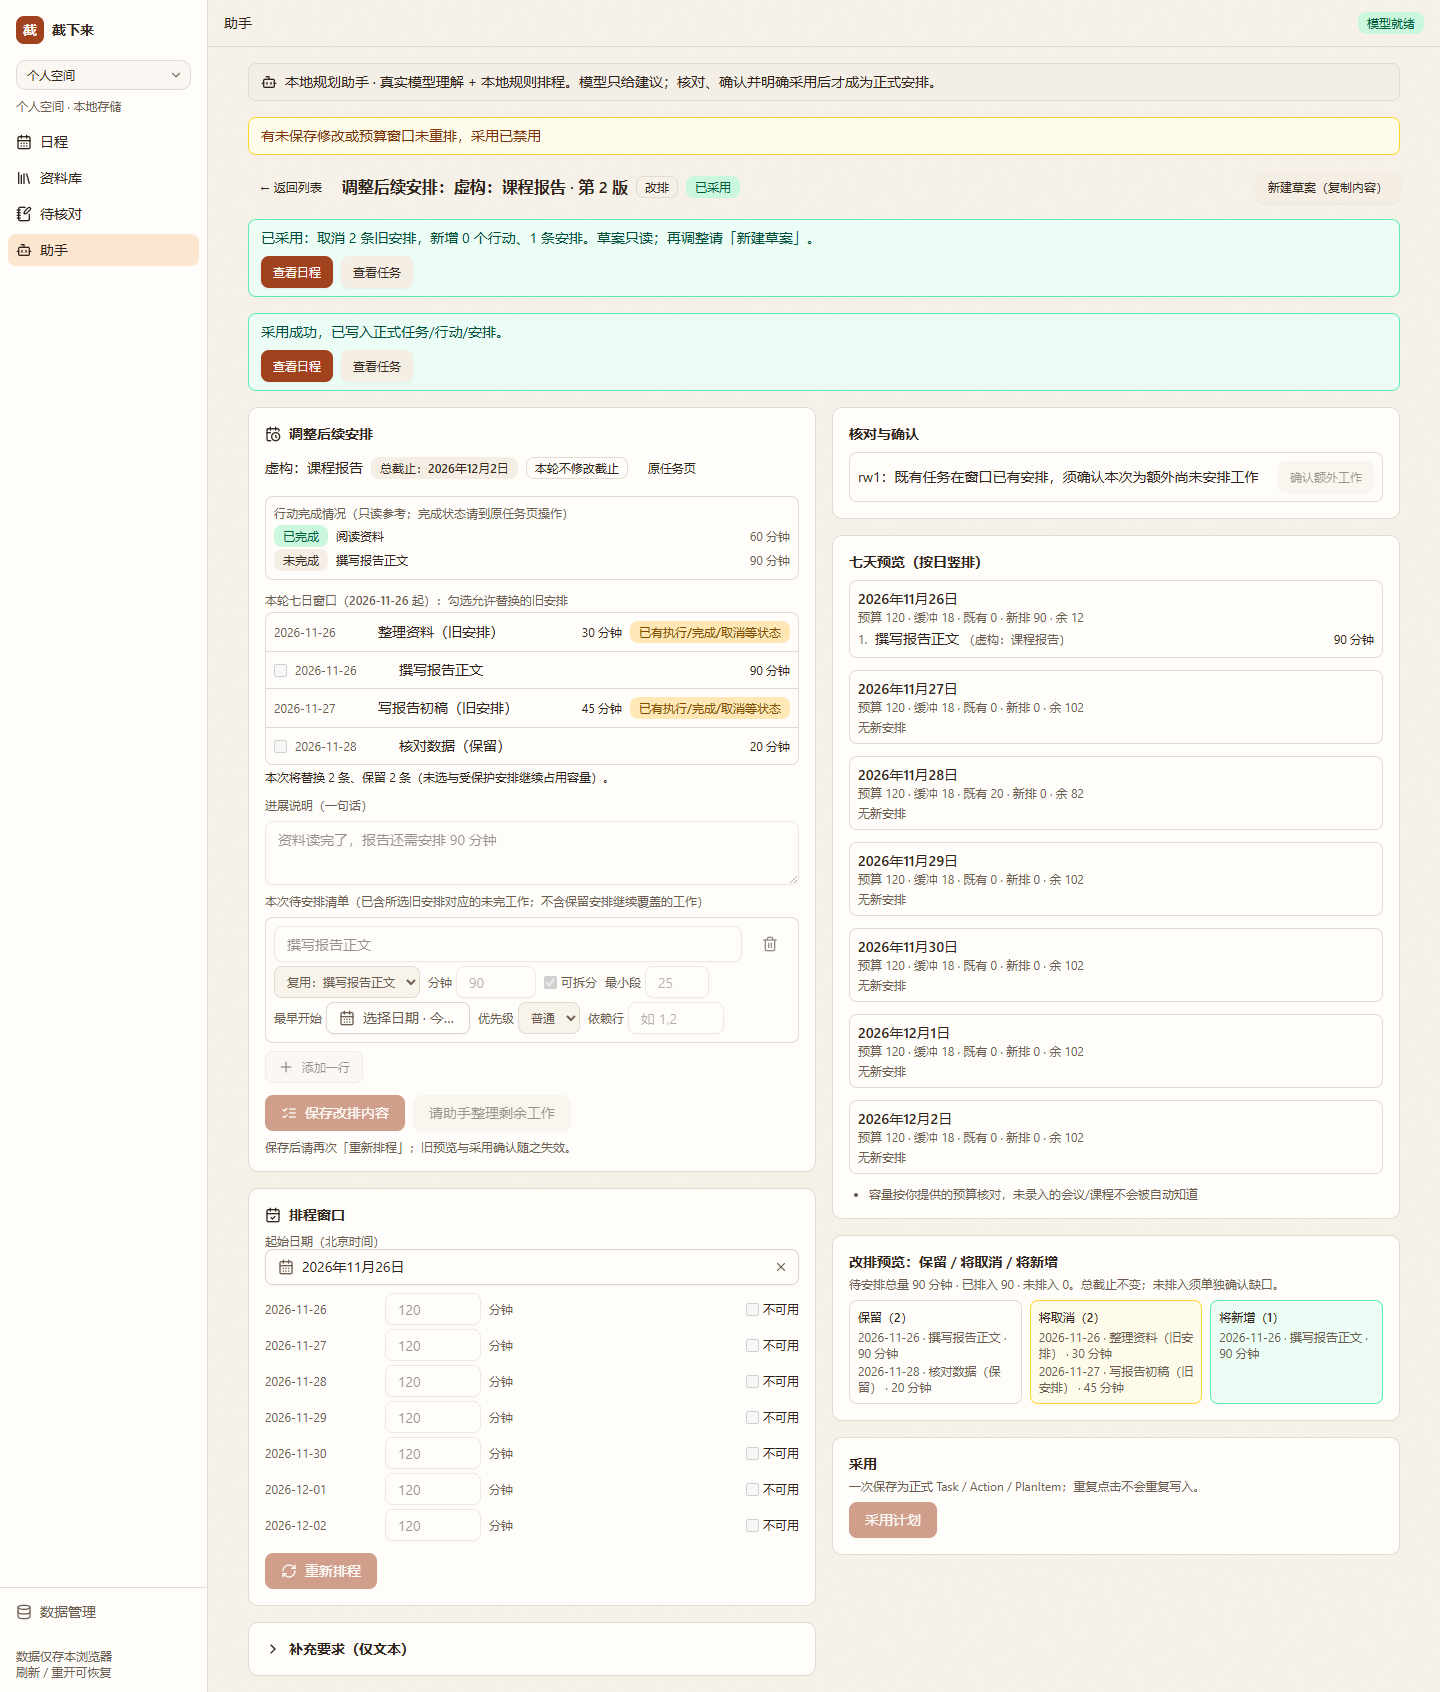 截 截下来
个人空间
个人空间 · 本地存储
日程
资料库
待核对
助手
数据管理
数据仅存本浏览器
刷新 / 重开可恢复
助手
模型就绪
本地规划助手 · 真实模型理解 + 本地规则排程。模型只给建议；核对、确认并明确采用后才成为正式安排。
有未保存修改或预算窗口未重排，采用已禁用
← 返回列表 调整后续安排：虚构：课程报告 · 第 2 版 改排 已采用 新建草案（复制内容）
已采用：取消 2 条旧安排，新增 0 个行动、1 条安排。草案只读；再调整请「新建草案」。
查看日程 查看任务
采用成功，已写入正式任务/行动/安排。
查看日程 查看任务
调整后续安排
虚构：课程报告 总截止：2026年12月2日 本轮不修改截止 原任务页
行动完成情况（只读参考；完成状态请到原任务页操作）
已完成 阅读资料 60 分钟
未完成 撰写报告正文 90 分钟
本轮七日窗口（2026-11-26 起）：勾选允许替换的旧安排
2026-11-26 整理资料（旧安排） 30 分钟 已有执行/完成/取消等状态
2026-11-26 撰写报告正文 90 分钟
2026-11-27 写报告初稿（旧安排） 45 分钟 已有执行/完成/取消等状态
2026-11-28 核对数据（保留） 20 分钟
本次将替换 2 条、保留 2 条（未选与受保护安排继续占用容量）。
进展说明（一句话）
资料读完了，报告还需安排 90 分钟
本次待安排清单（已含所选旧安排对应的未完工作；不含保留安排继续覆盖的工作）
撰写报告正文
复用：撰写报告正文 分钟 90 可拆分 最小段 25
最早开始 选择日期 · 今... 优先级 普通 依赖行 如 1,2
添加一行
保存改排内容 请助手整理剩余工作
保存后请再次「重新排程」；旧预览与采用确认随之失效。
排程窗口
起始日期（北京时间）
2026年11月26日
2026-11-26 120 分钟 不可用
2026-11-27 120 分钟 不可用
2026-11-28 120 分钟 不可用
2026-11-29 120 分钟 不可用
2026-11-30 120 分钟 不可用
2026-12-01 120 分钟 不可用
2026-12-02 120 分钟 不可用
重新排程
补充要求（仅文本）
核对与确认
rw1：既有任务在窗口已有安排，须确认本次为额外尚未安排工作 确认额外工作
七天预览（按日竖排）
2026年11月26日
预算 120 · 缓冲 18 · 既有 0 · 新排 90 · 余 12
1. 撰写报告正文 （虚构：课程报告） 90 分钟
2026年11月27日
预算 120 · 缓冲 18 · 既有 0 · 新排 0 · 余 102
无新安排
2026年11月28日
预算 120 · 缓冲 18 · 既有 20 · 新排 0 · 余 82
无新安排
2026年11月29日
预算 120 · 缓冲 18 · 既有 0 · 新排 0 · 余 102
无新安排
2026年11月30日
预算 120 · 缓冲 18 · 既有 0 · 新排 0 · 余 102
无新安排
2026年12月1日
预算 120 · 缓冲 18 · 既有 0 · 新排 0 · 余 102
无新安排
2026年12月2日
预算 120 · 缓冲 18 · 既有 0 · 新排 0 · 余 102
无新安排
• 容量按你提供的预算核对，未录入的会议/课程不会被自动知道
改排预览：保留 / 将取消 / 将新增
待安排总量 90 分钟 · 已排入 90 · 未排入 0。总截止不变；未排入须单独确认缺口。
保留（2）
2026-11-26 · 撰写报告正文 ·
90 分钟
2026-11-28 · 核对数据（保
留） · 20 分钟
将取消（2）
2026-11-26 · 整理资料（旧安
排） · 30 分钟
2026-11-27 · 写报告初稿（旧
安排） · 45 分钟
将新增（1）
2026-11-26 · 撰写报告正文 ·
90 分钟
采用
一次保存为正式 Task / Action / PlanItem；重复点击不会重复写入。
采用计划